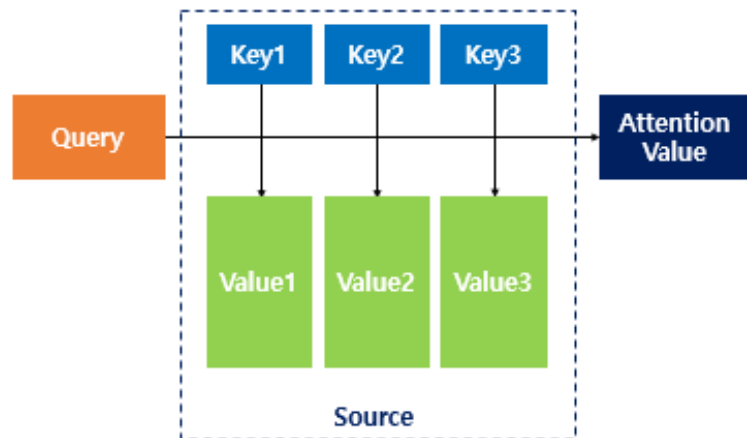 Key1 Key2 Key3
Query
Attention
Value
Value1 Value2 Value3
Source